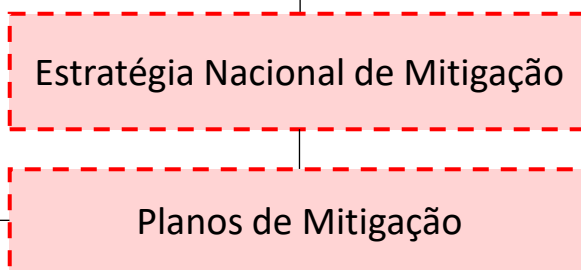 Estratégia Nacional de Mitigação
Planos de Mitigação